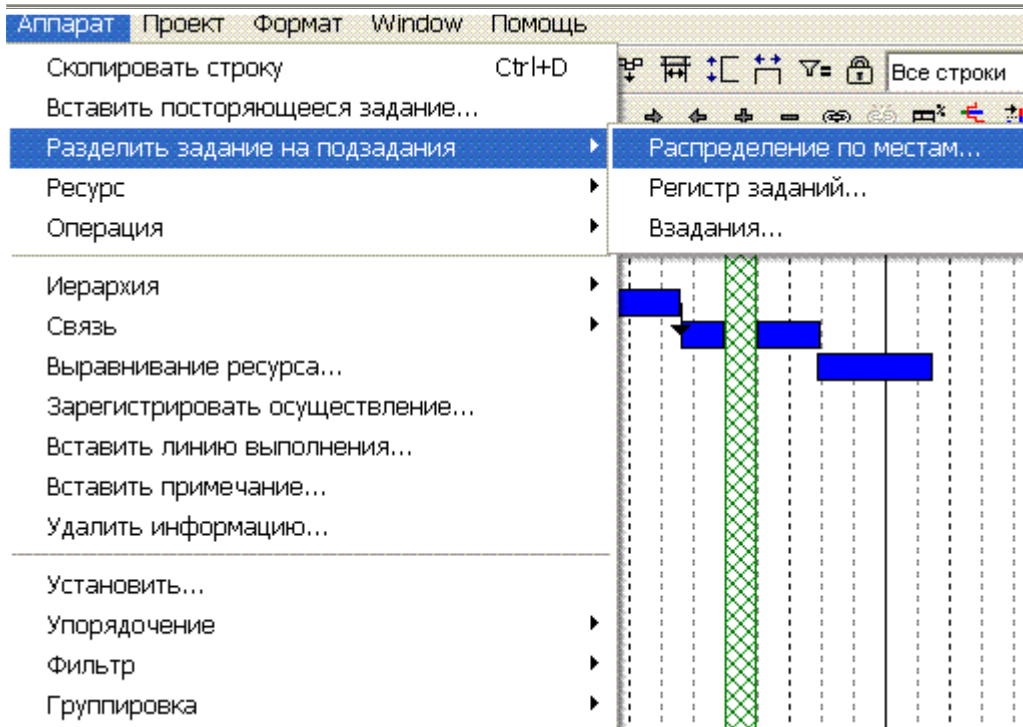 Аппарат Проект Формат Window Помощь
Скопировать строку Ctrl+D
Все строки
Вставить посторяющееся задание...
Разделить задание на подзадания
Распределение по местам...
Ресурс
Регистр заданий...
Операция
Взадания...
Иерархия
Связь
Выравнивание ресурса...
Зарегистрировать осуществление...
Вставить линию выполнения...
Вставить примечание...
Удалить информацию...
Установить...
Упорядочение
Фильтр
Группировка